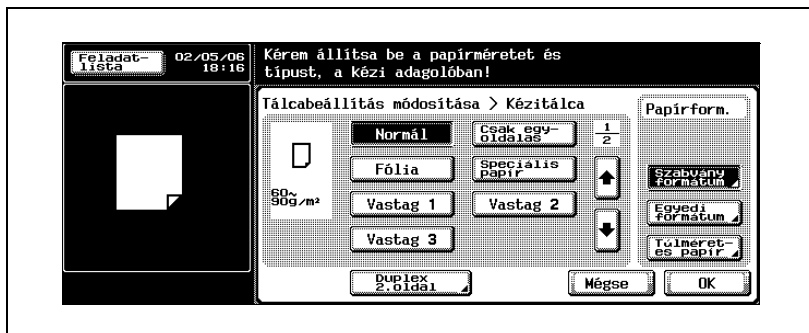 Feladat-
lista
02/05/06
18:16
Kérem állítsa be a papírméretet és
típust, a kézi adagolóban!
Tálcabeállítás módosítása > Kézitálca
Papírform.
60~
90g/m²
Normál
Csak egy-
oldalas
1
2
Fólia
Speciális
papír
Vastag 1
Vastag 2
Vastag 3
Szabvány
formátum
Egyedi
formátum
Túlméret-
es papír
Duplex
2.oldal
Mégse
OK